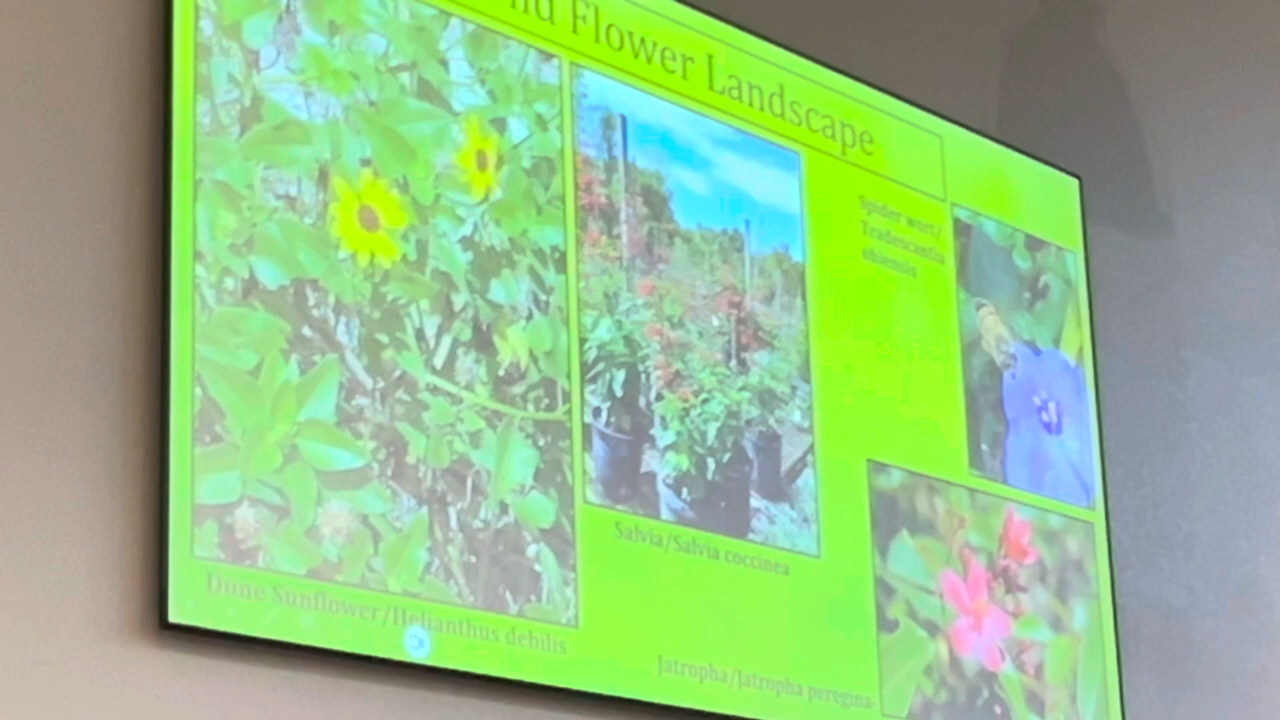 Flower Landscape
Spider wort/
Tradescantia
ohiensis
Salvia/Salvia coccinea
Dune Sunflower/Helianthus debilis
Jatropha/Jatropha peregina